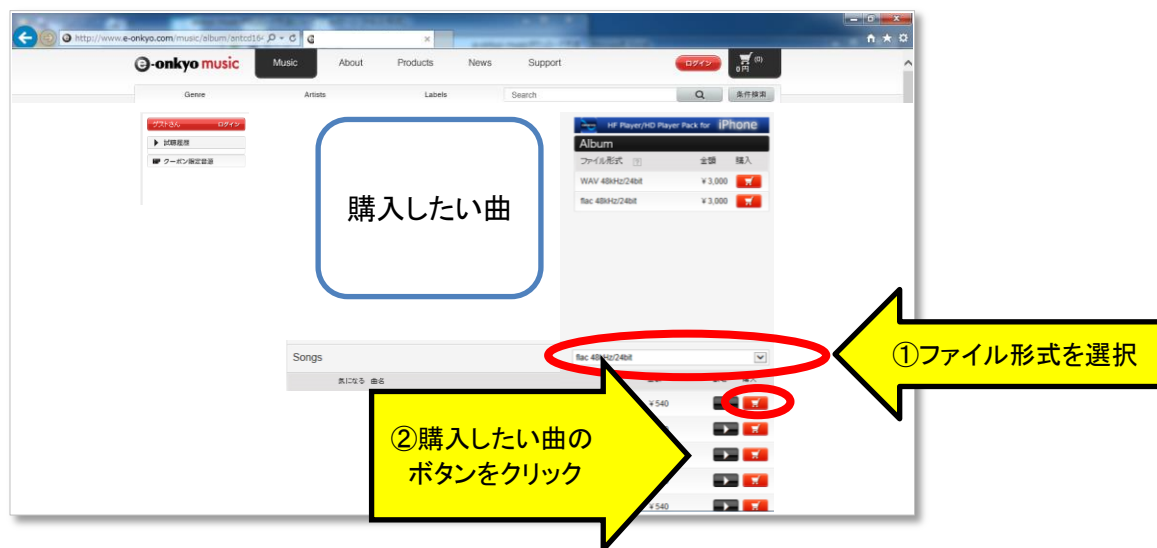 http://www.e-onkyo.com/music/album/antcd164
e-onkyo music
Music About Products News Support ログイン 0円 (0)
Genre Artists Labels Search 条件検索
ゲストさん ログイン
試聴履歴
クーポン限定音源
HF Player/HD Player Pack for iPhone
Album
ファイル形式 ? 金額 購入
WAV 48kHz/24bit ¥3,000
flac 48kHz/24bit ¥3,000
購入したい曲
Songs flac 48kHz/24bit
①ファイル形式を選択
気になる 曲名 購入
¥540
②購入したい曲の
ボタンをクリック
¥540